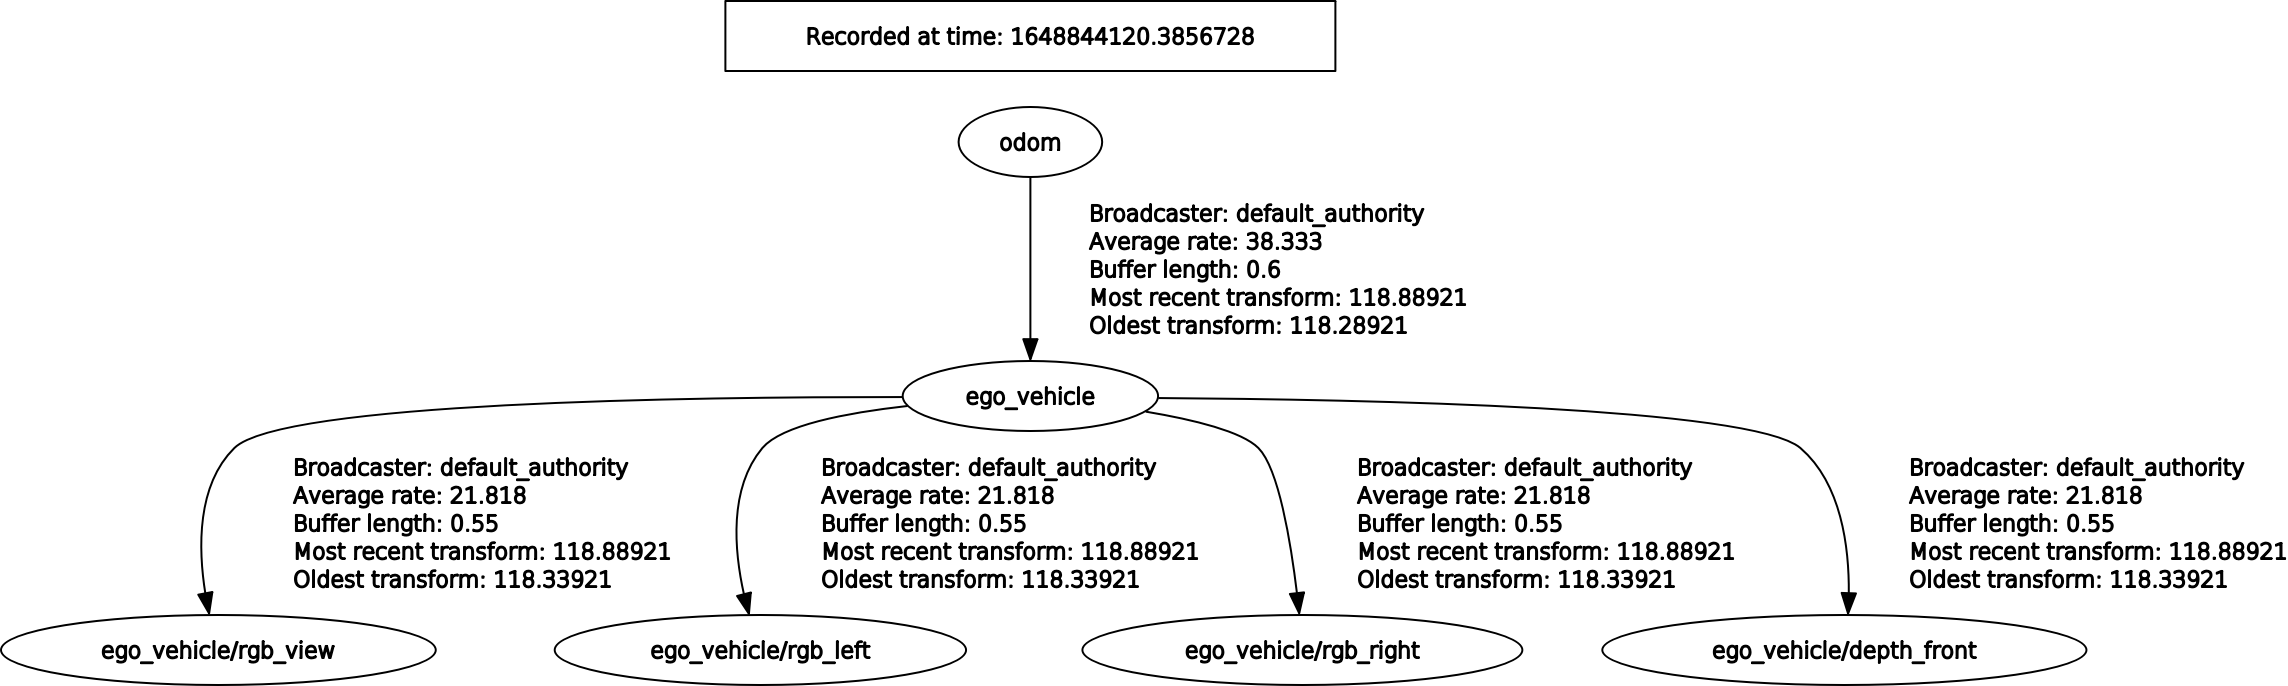 Recorded at time: 1648844120.3856728
odom
Broadcaster: default_authority
Average rate: 38.333
Buffer length: 0.6
Most recent transform: 118.88921
Oldest transform: 118.28921
ego_vehicle
Broadcaster: default_authority
Average rate: 21.818
Buffer length: 0.55
Most recent transform: 118.88921
Oldest transform: 118.33921
Broadcaster: default_authority
Average rate: 21.818
Buffer length: 0.55
Most recent transform: 118.88921
Oldest transform: 118.33921
Broadcaster: default_authority
Average rate: 21.818
Buffer length: 0.55
Most recent transform: 118.88921
Oldest transform: 118.33921
Broadcaster: default_authority
Average rate: 21.818
Buffer length: 0.55
Most recent transform: 118.88921
Oldest transform: 118.33921
ego_vehicle/rgb_view
ego_vehicle/rgb_left
ego_vehicle/rgb_right
ego_vehicle/depth_front